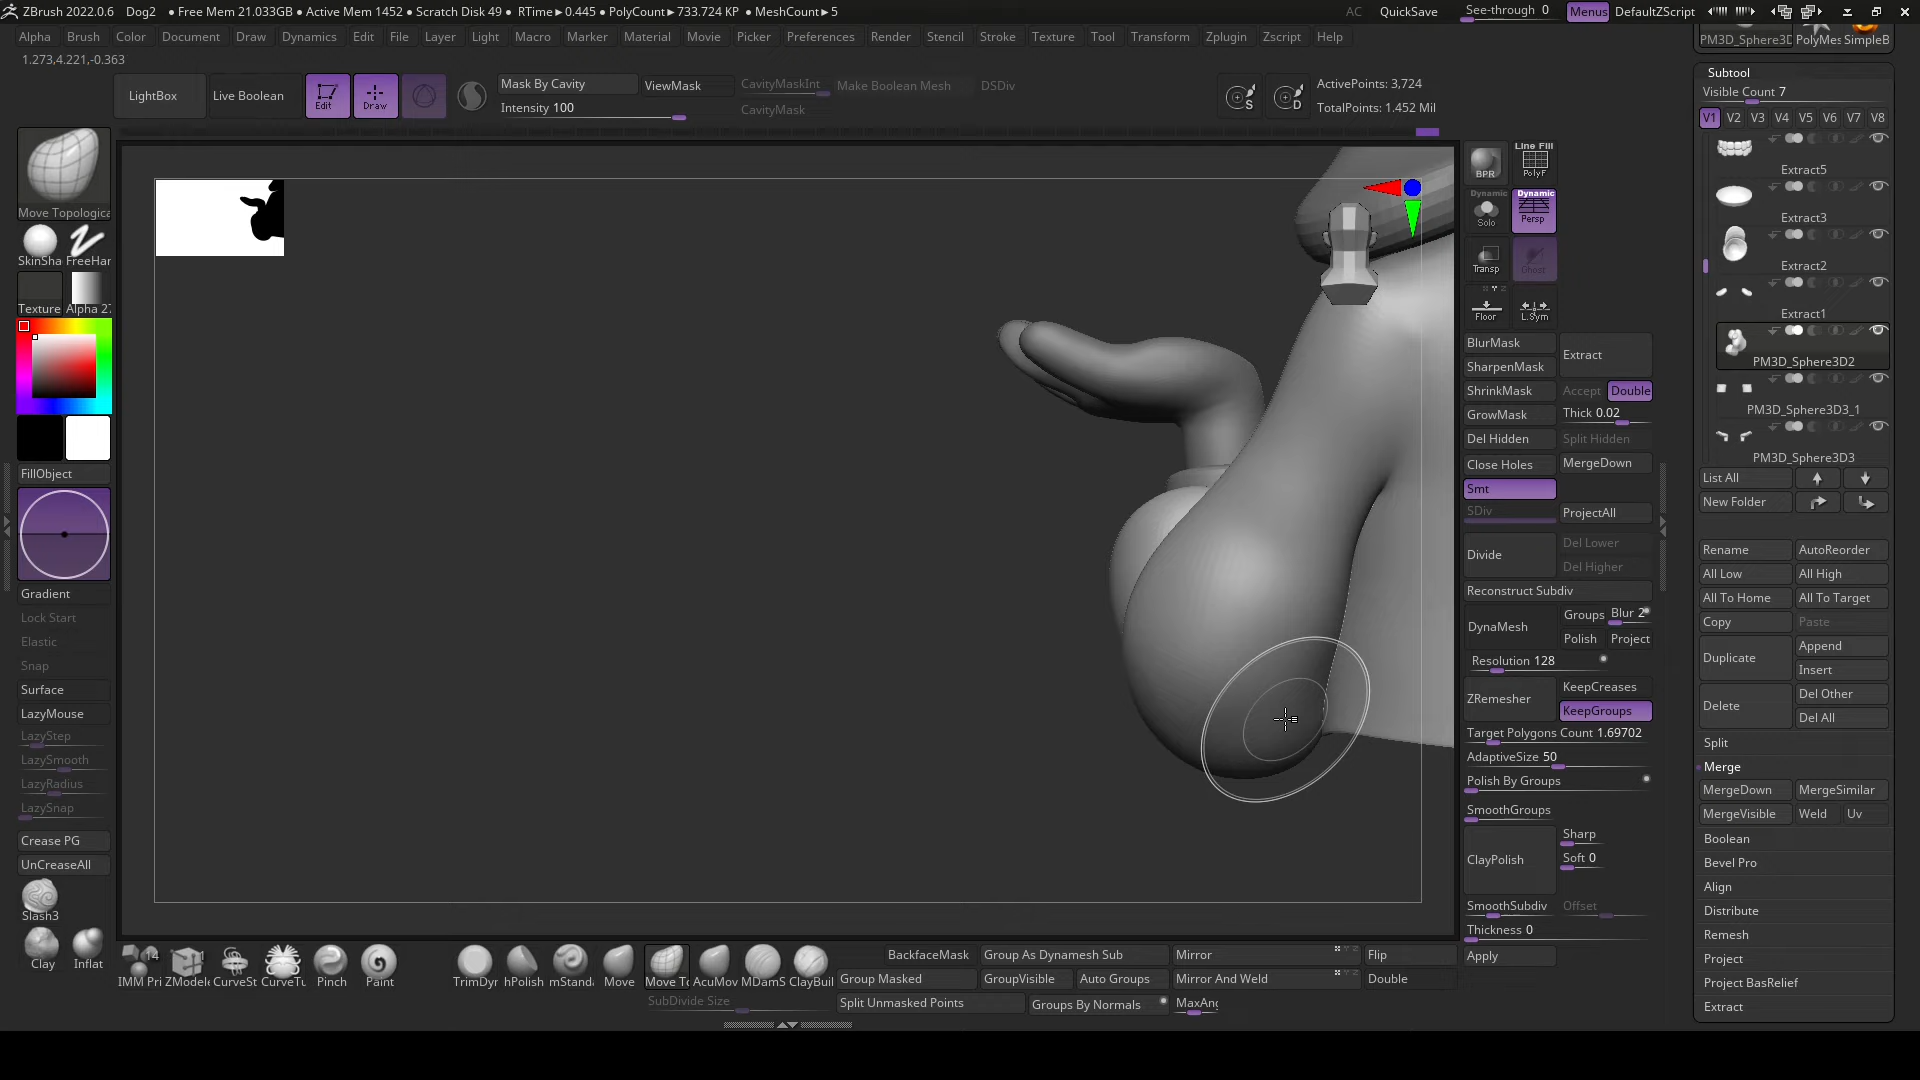 ZBrush 2022.0.6 Dog2 ● Free Mem 21.033GB ● Active Mem 1452 ● Scratch Disk 49 ● RTime►0.445 ● PolyCount►733.724 KP ● MeshCount►5 AC QuickSave See-through 0 Menus DefaultZScript
Alpha Brush Color Document Draw Dynamics Edit File Layer Light Macro Marker Material Movie Picker Preferences Render Stencil Stroke Texture Tool Transform Zplugin Zscript Help
PM3D_Sphere3D PolyMes SimpleB
1.273,4.221,-0.363
Subtool
LightBox Live Boolean Edit Draw
Mask By Cavity ViewMask CavityMaskInt Make Boolean Mesh DSDiv
Intensity 100 CavityMask
S D
ActivePoints: 3,724
TotalPoints: 1.452 Mil
Visible Count 7
V1 V2 V3 V4 V5 V6 V7 V8
Extract5
Extract3
Extract2
Extract1
PM3D_Sphere3D2
PM3D_Sphere3D3_1
PM3D_Sphere3D3
List All
New Folder
Rename AutoReorder
All Low All High
All To Home All To Target
Copy Paste
Duplicate Append
Insert
Delete Del Other
Del All
Split
Merge
MergeDown MergeSimilar
MergeVisible Weld Uv
Boolean
Bevel Pro
Align
Distribute
Remesh
Project
Project BasRelief
Extract
BPR Line Fill PolyF
Dynamic Solo Dynamic Persp
Transp Ghost
Floor L.Sym
BlurMask Extract
SharpenMask
ShrinkMask Accept Double
GrowMask Thick 0.02
Del Hidden Split Hidden
Close Holes MergeDown
Smt
SDiv ProjectAll
Divide Del Lower
Del Higher
Reconstruct Subdiv
DynaMesh Groups Blur 2
Polish Project
Resolution 128
ZRemesher KeepCreases
KeepGroups
Target Polygons Count 1.69702
AdaptiveSize 50
Polish By Groups
SmoothGroups
ClayPolish Sharp
Soft 0
SmoothSubdiv Offset
Thickness 0
Apply
Move Topologica
SkinSha FreeHar
Texture Alpha 2
FillObject
Gradient
Lock Start
Elastic
Snap
Surface
LazyMouse
LazyStep
LazySmooth
LazyRadius
LazySnap
Crease PG
UnCreaseAll
Slash3
Clay Inflat
14
IMM Pri ZModele CurveSt CurveTu Pinch Paint TrimDyr hPolish mStand Move Move Tc AcuMov MDamS ClayBuil
SubDivide Size
BackfaceMask Group As Dynamesh Sub Mirror Flip
Group Masked GroupVisible Auto Groups Mirror And Weld Double
Split Unmasked Points Groups By Normals MaxAng